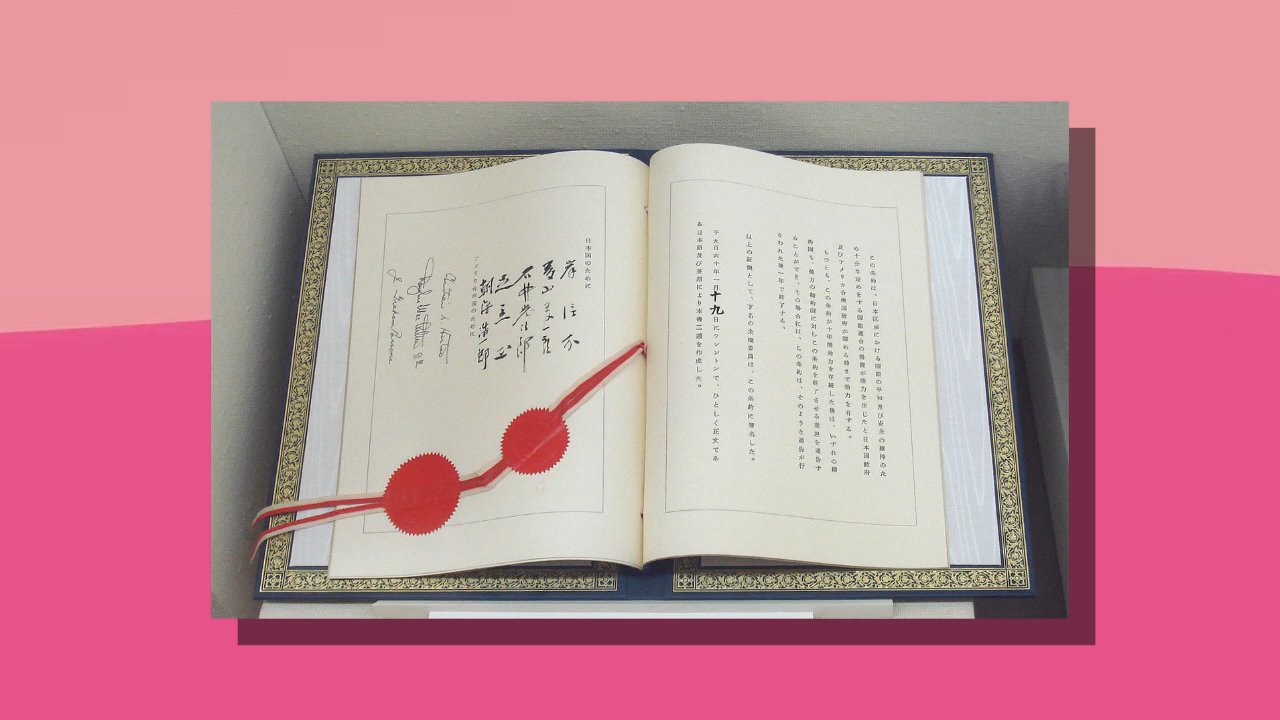 この条約は、日本区域における国際の平和及び安全の維持のた
め十分な定めをする国際連合の措置が効力を生じたと日本国政府
及びアメリカ合衆国政府が認める時まで効力を有する。
もつとも、この条約が十年間効力を存続した後は、いずれの締
約国も、他方の締約国に対しこの条約を終了させる意思を通告す
ることができ、その場合には、この条約は、そのような通告が行
なわれた後一年で終了する。
以上の証拠として、下名の全権委員は、この条約に署名した。
千九百六十年一月十九日にワシントンで、ひとしく正文であ
る日本語及び英語により本書二通を作成した。
日本国のために
岸信介
藤山愛一郎
石井光次郎
足立正
朝海浩一郎
アメリカ合衆国のために
J. Graham Parsons